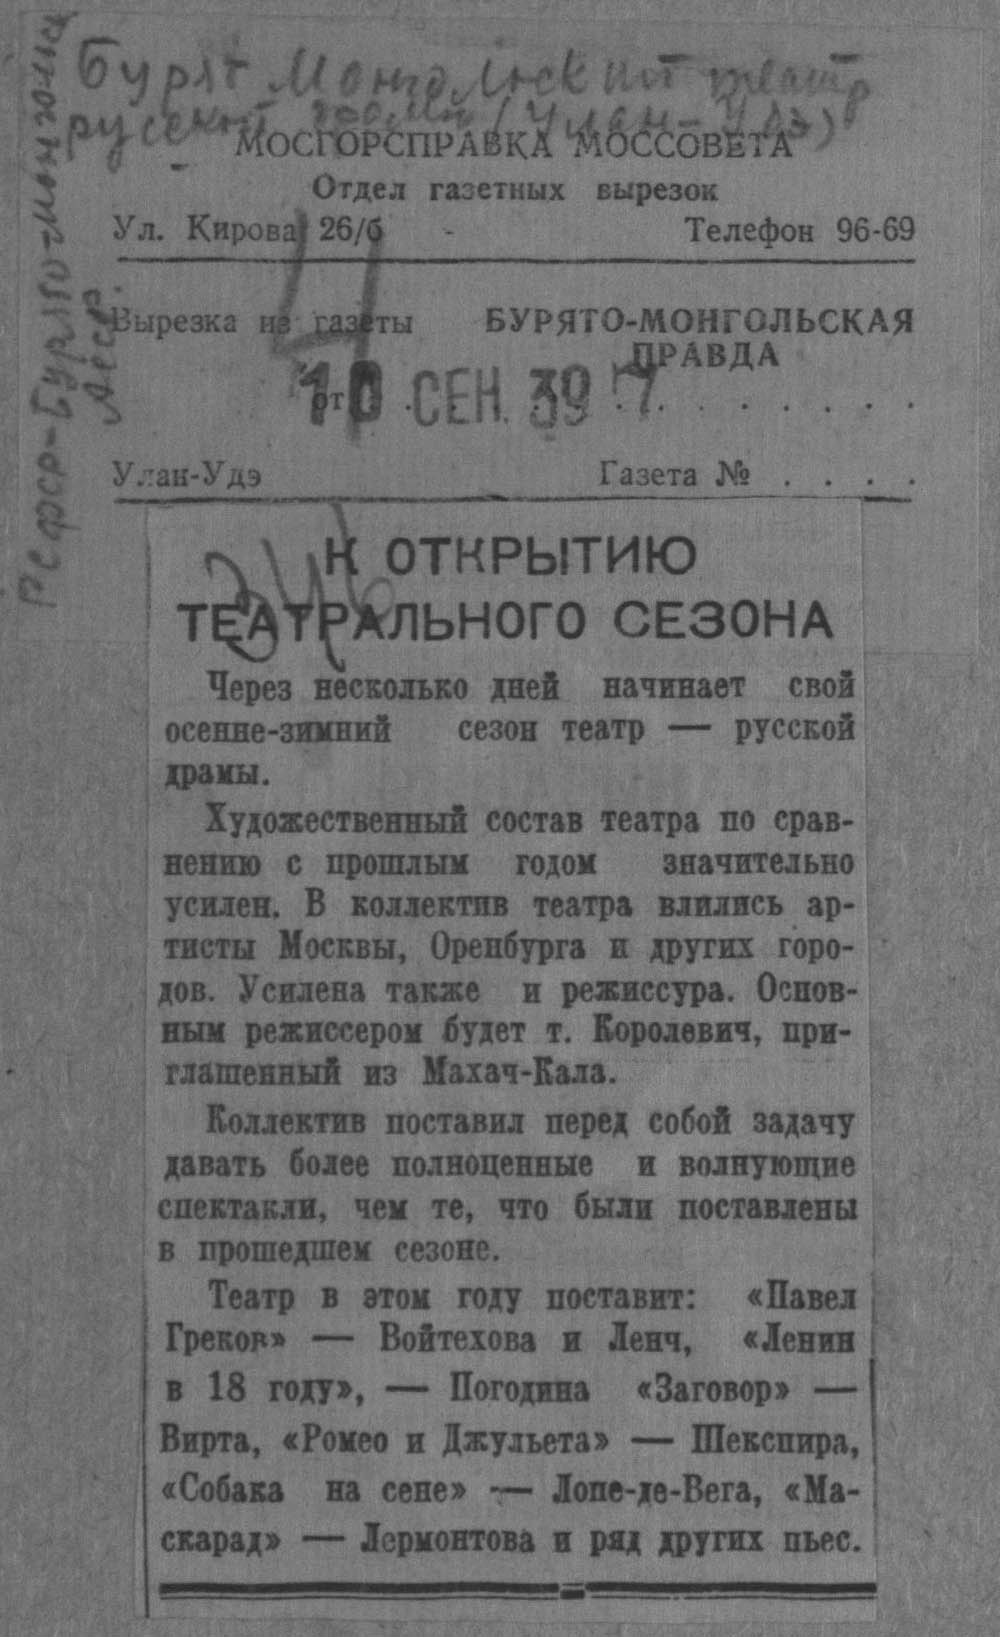 Бурят Монгольский театр
русской драмы (Улан-Удэ)
РСФСР-Бурято-Монгольск
АССР.
МОСГОРСПРАВКА МОССОВЕТА
Отдел газетных вырезок
Ул. Кирова 26/б - Телефон 96-69
Вырезка из газеты БУРЯТО-МОНГОЛЬСКАЯ
ПРАВДА
от 10 СЕН. 39
Улан-Удэ Газета № . . . .
К ОТКРЫТИЮ
ТЕАТРАЛЬНОГО СЕЗОНА
Через несколько дней начинает свой
осенне-зимний сезон театр — русской
драмы.
Художественный состав театра по срав-
нению с прошлым годом значительно
усилен. В коллектив театра влились ар-
тисты Москвы, Оренбурга и других горо-
дов. Усилена также и режиссура. Основ-
ным режиссером будет т. Королевич, при-
глашенный из Махач-Кала.
Коллектив поставил перед собой задачу
давать более полноценные и волнующие
спектакли, чем те, что были поставлены
в прошедшем сезоне.
Театр в этом году поставит: «Павел
Греков» — Войтехова и Ленч, «Ленин
в 18 году», — Погодина «Заговор» —
Вирта, «Ромео и Джульета» — Шекспира,
«Собака на сене» — Лопе-де-Вега, «Ма-
скарад» — Лермонтова и ряд других пьес.